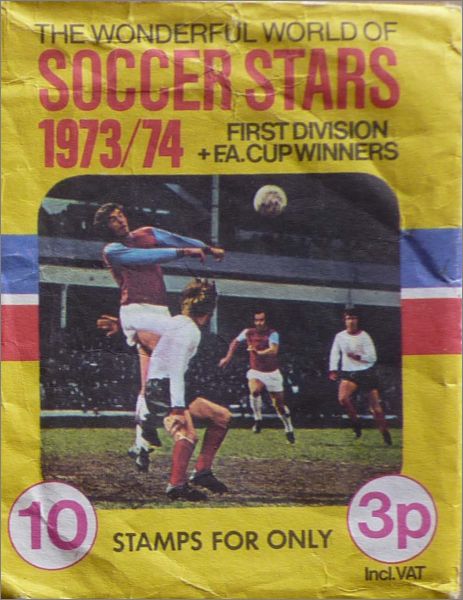 THE WONDERFUL WORLD OF
SOCCER STARS
1973/74 FIRST DIVISION
+ F.A. CUP WINNERS
10 STAMPS FOR ONLY 3p
Incl. VAT